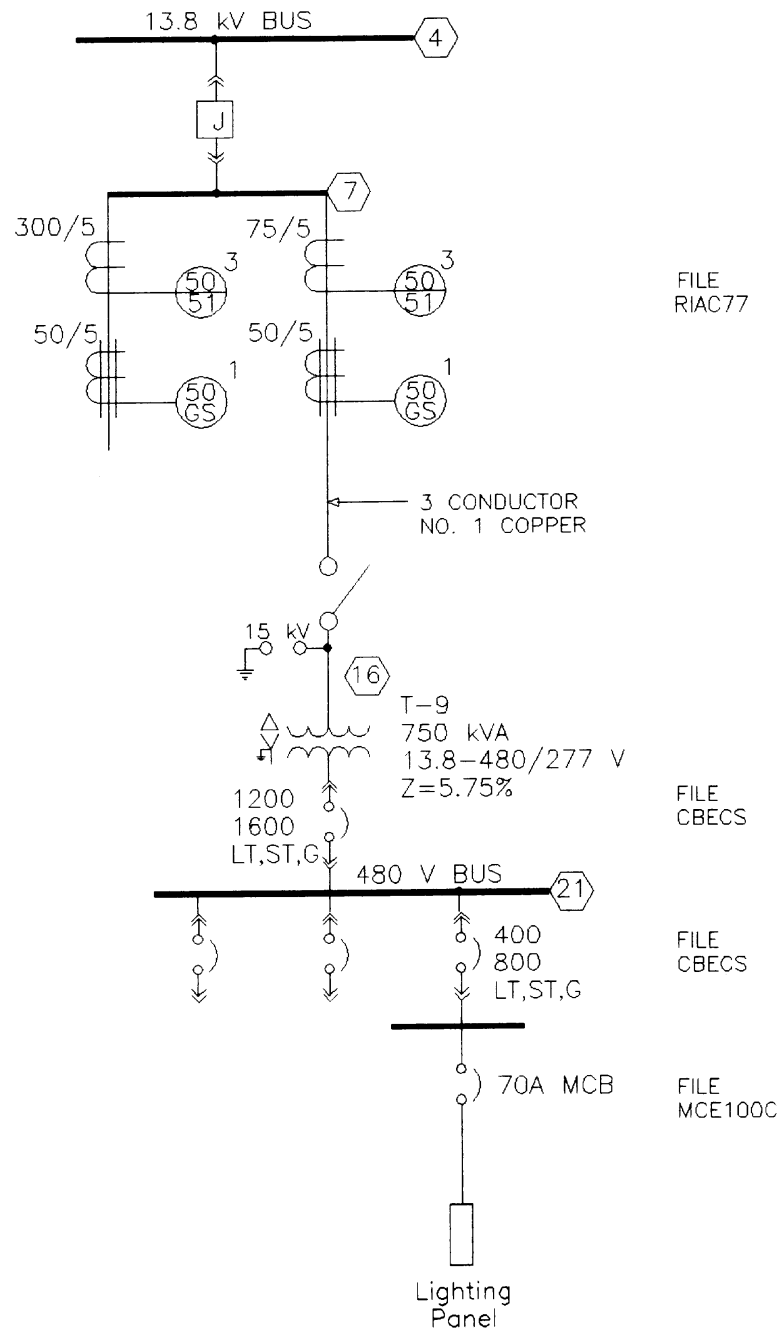 13.8 kV BUS
4
J
7
300/5
75/5
3
50
51
3
50
51
FILE
RIAC77
50/5
50/5
1
50
GS
1
50
GS
3 CONDUCTOR
NO. 1 COPPER
15 kV
16
T-9
750 kVA
13.8-480/277 V
Z=5.75%
1200
1600
LT,ST,G
FILE
CBECS
480 V BUS
21
400
800
LT,ST,G
FILE
CBECS
70A MCB
FILE
MCE100C
Lighting
Panel